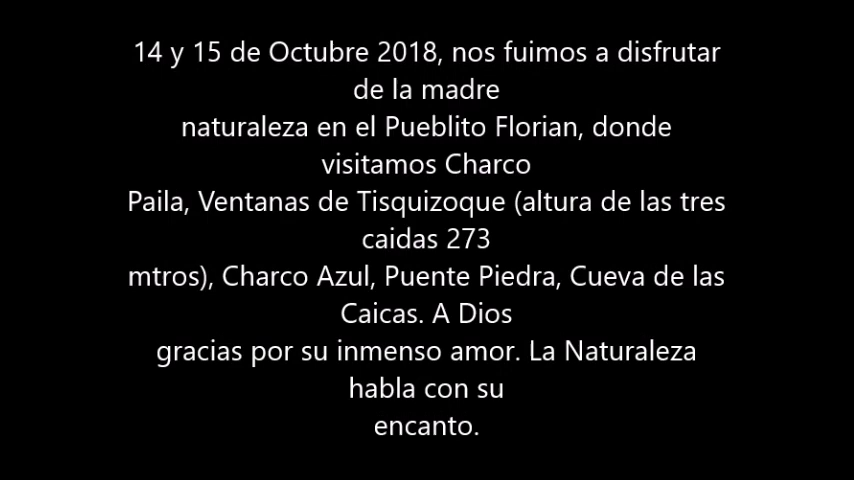 14 y 15 de Octubre 2018, nos fuimos a disfrutar
de la madre
naturaleza en el Pueblito Florian, donde
visitamos Charco
Paila, Ventanas de Tisquizoque (altura de las tres
caidas 273
mtros), Charco Azul, Puente Piedra, Cueva de las
Caicas. A Dios
gracias por su inmenso amor. La Naturaleza
habla con su
encanto.